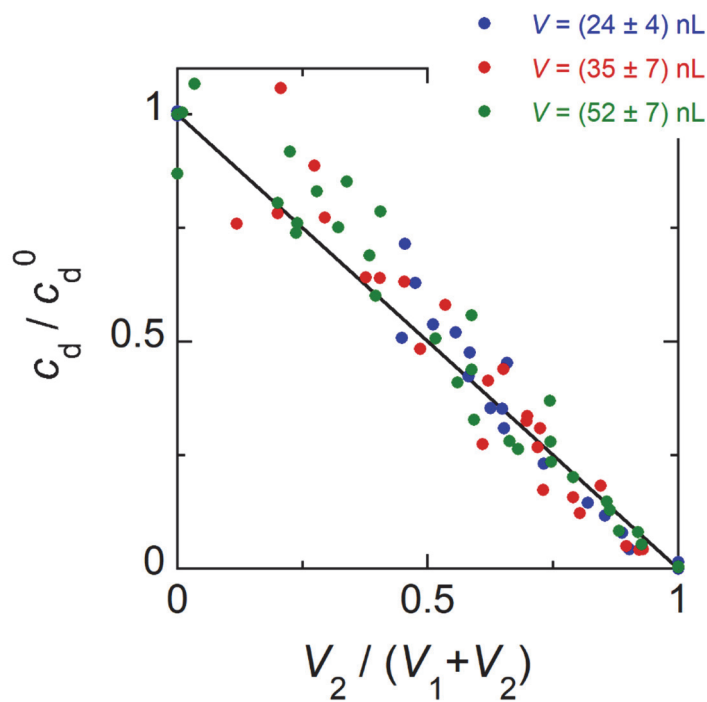 V = (24 ± 4) nL
V = (35 ± 7) nL
V = (52 ± 7) nL
1
0.5
0
c_d / c_d^0
0 0.5 1
V_2 / (V_1+V_2)